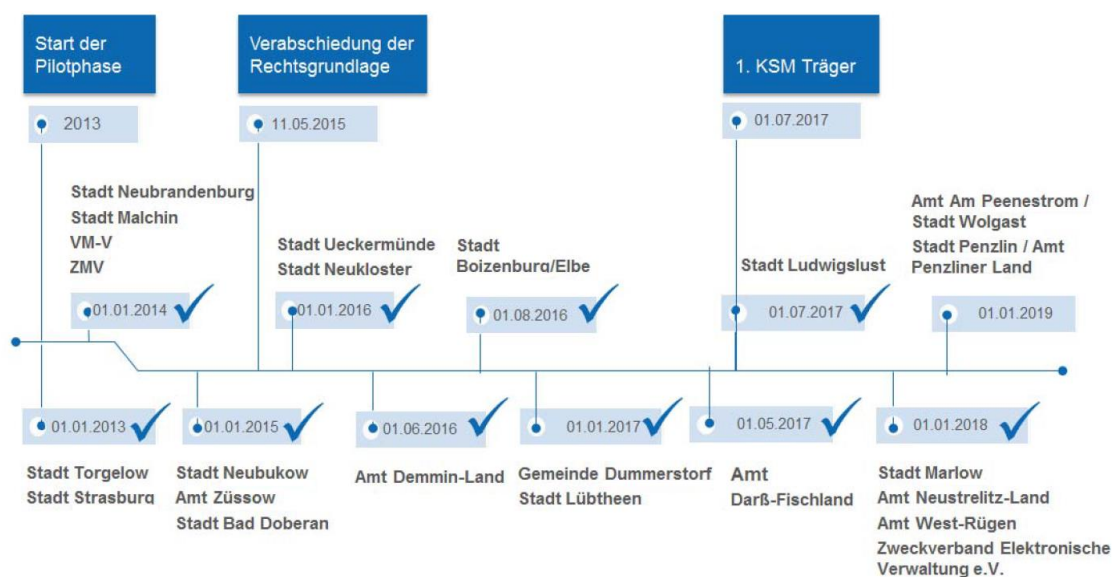 Start der
Pilotphase
Verabschiedung der
Rechtsgrundlage
1. KSM Träger
2013
11.05.2015
01.07.2017
Stadt Neubrandenburg
Stadt Malchin
VM-V
ZMV
Stadt Ueckermünde
Stadt Neukloster
Stadt
Boizenburg/Elbe
Stadt Ludwigslust
Amt Am Peenestrom /
Stadt Wolgast
Stadt Penzlin / Amt
Penzliner Land
01.01.2014
01.01.2016
01.08.2016
01.07.2017
01.01.2019
01.01.2013
01.01.2015
01.06.2016
01.01.2017
01.05.2017
01.01.2018
Stadt Torgelow
Stadt Strasburg
Stadt Neubukow
Amt Züssow
Stadt Bad Doberan
Amt Demmin-Land
Gemeinde Dummerstorf
Stadt Lübtheen
Amt
Darß-Fischland
Stadt Marlow
Amt Neustrelitz-Land
Amt West-Rügen
Zweckverband Elektronische
Verwaltung e.V.